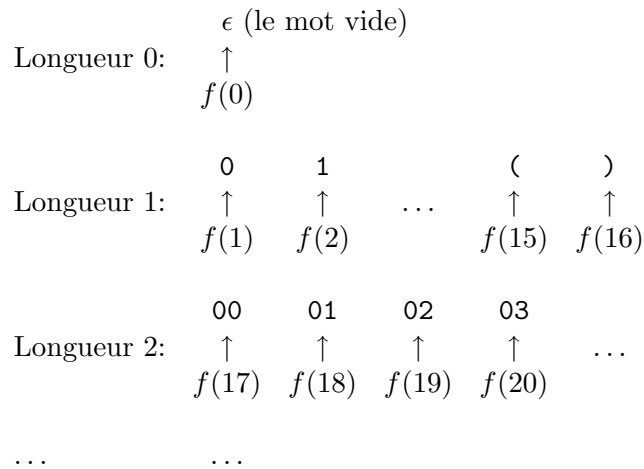 ϵ (le mot vide)
Longueur 0: ↑
f(0)
0 1 ( )
Longueur 1: ↑ ↑ ... ↑ ↑
f(1) f(2) f(15) f(16)
00 01 02 03
Longueur 2: ↑ ↑ ↑ ↑ ...
f(17) f(18) f(19) f(20)
... ...